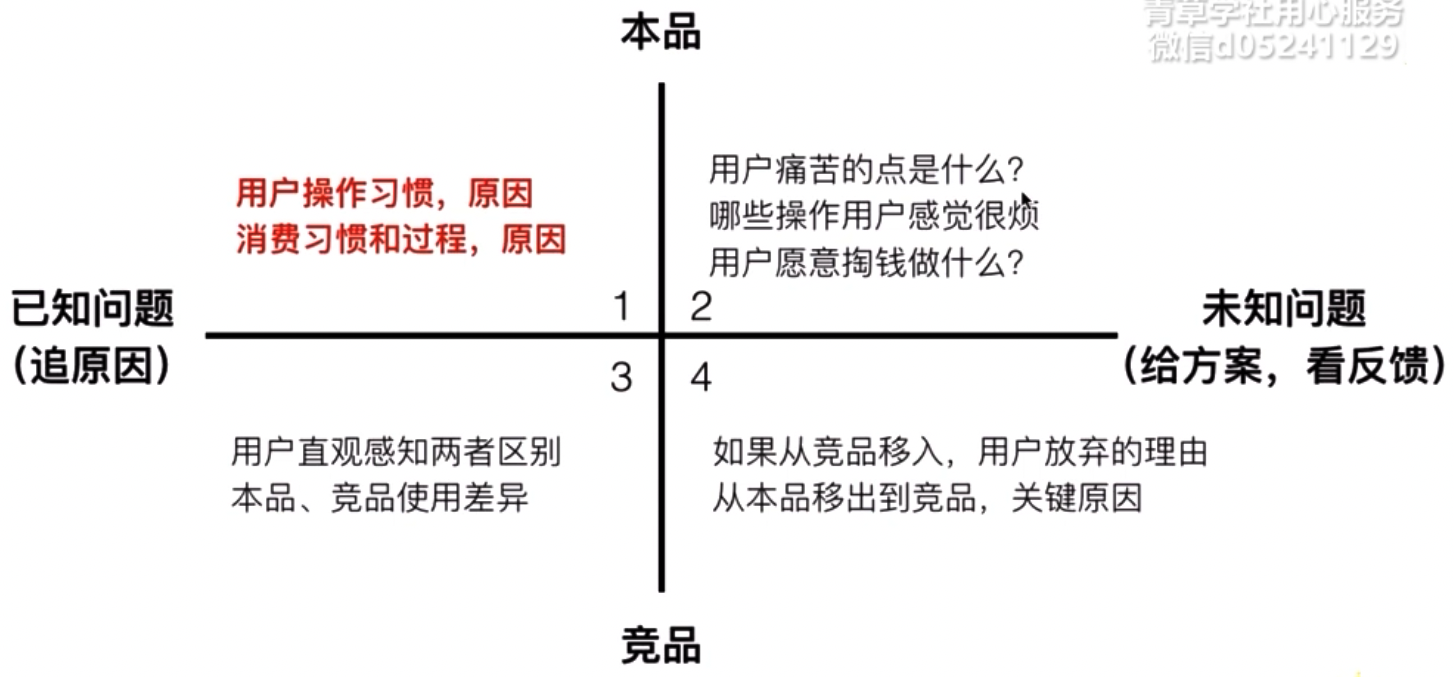 青草学社用心服务
微信d05241129
本品
用户操作习惯，原因
消费习惯和过程，原因
用户痛苦的点是什么？
哪些操作用户感觉很烦
用户愿意掏钱做什么？
1
2
已知问题
（追原因）
未知问题
（给方案，看反馈）
3
4
用户直观感知两者区别
本品、竞品使用差异
如果从竞品移入，用户放弃的理由
从本品移出到竞品，关键原因
竞品